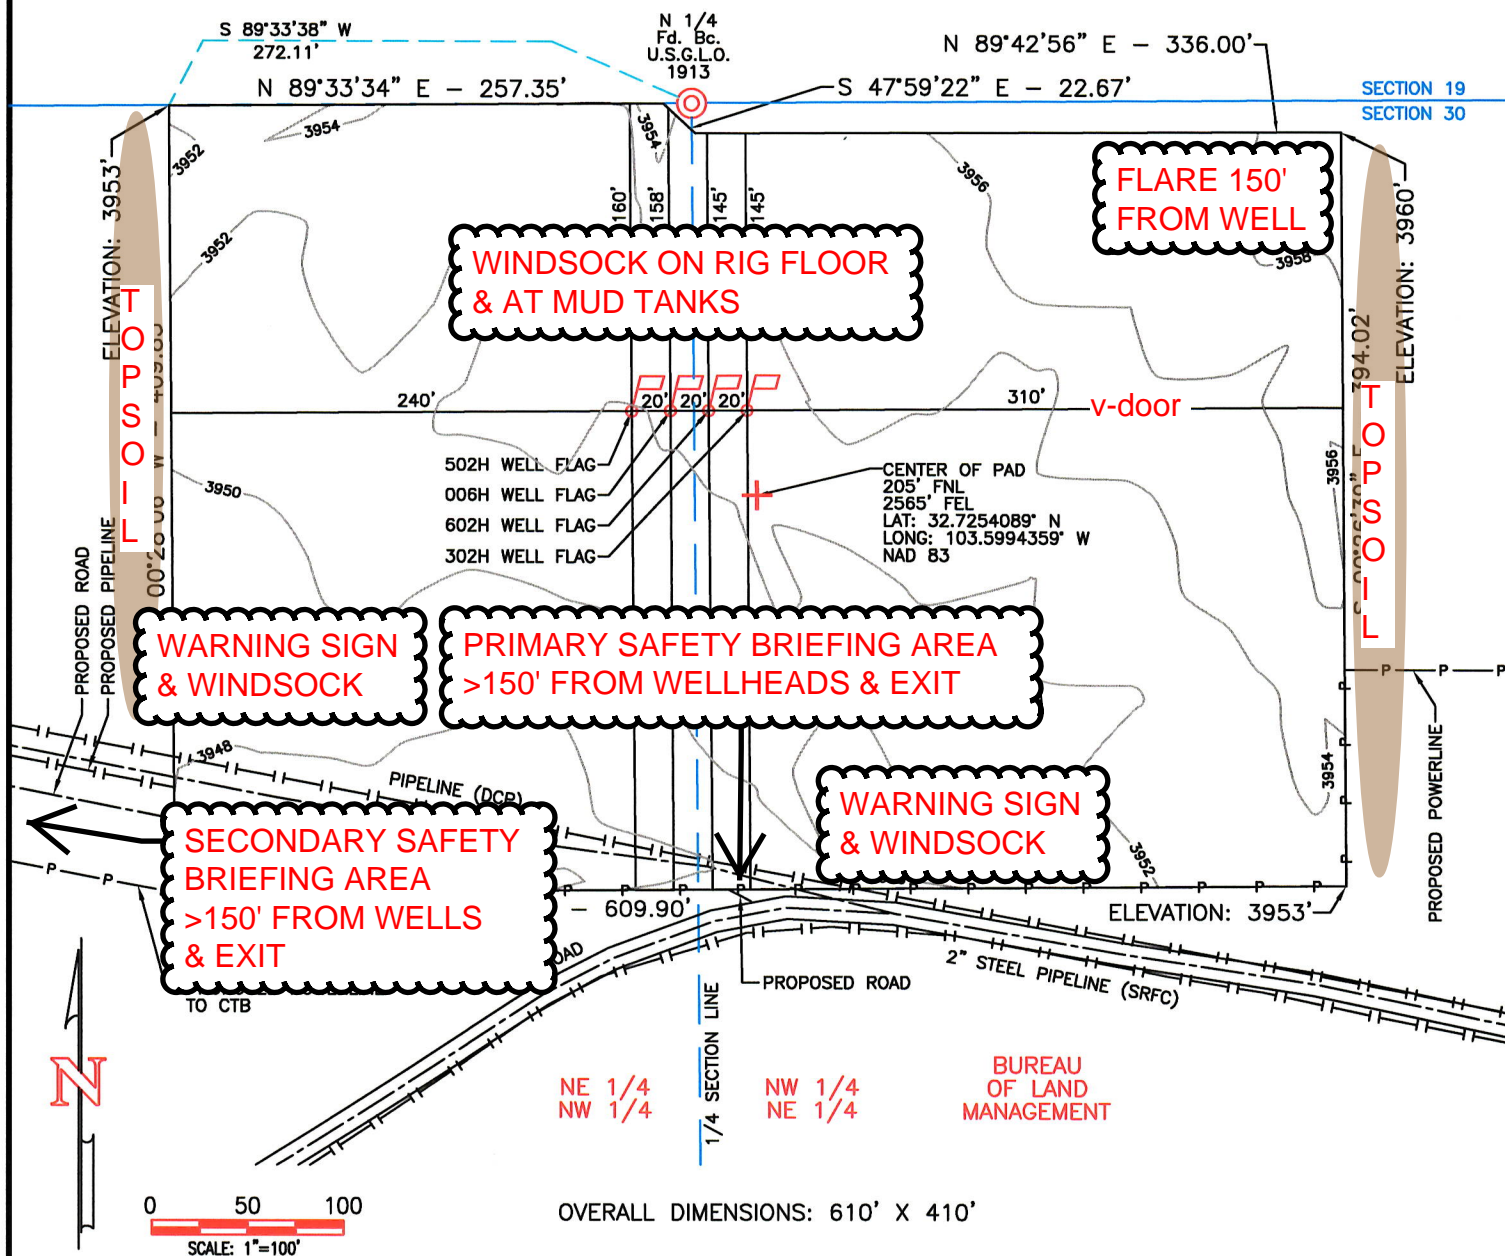 S 89°33'38" W
272.11'
N 1/4
Fd. Bc.
U.S.G.L.O.
1913
N 89°42'56" E - 336.00'
N 89°33'34" E - 257.35'
S 47°59'22" E - 22.67'
SECTION 19
SECTION 30
3954
3954
3952
3952
3956
ELEVATION: 3953'
ELEVATION: 3960'
160'
158'
145'
145'
FLARE 150'
FROM WELL
3958
WINDSOCK ON RIG FLOOR
& AT MUD TANKS
TOPSOIL
TOPSOIL
394.02'
240'
20'
20'
20'
310'
v-door
502H WELL FLAG
006H WELL FLAG
602H WELL FLAG
302H WELL FLAG
CENTER OF PAD
205' FNL
2565' FEL
LAT: 32.7254089° N
LONG: 103.5994359° W
NAD 83
3950
3956
PROPOSED ROAD
PROPOSED PIPELINE
WARNING SIGN
& WINDSOCK
PRIMARY SAFETY BRIEFING AREA
>150' FROM WELLHEADS & EXIT
P P P
PROPOSED POWERLINE
3948
3954
PIPELINE (DCP)
SECONDARY SAFETY
BRIEFING AREA
>150' FROM WELLS
& EXIT
WARNING SIGN
& WINDSOCK
3952
P P
P P P P P P P P P P P P P P
- 609.90'
ELEVATION: 3953'
2" STEEL PIPELINE (SRFC)
PROPOSED ROAD
TO CTB
1/4 SECTION LINE
N
NE 1/4
NW 1/4
NW 1/4
NE 1/4
BUREAU
OF LAND
MANAGEMENT
0 50 100
SCALE: 1"=100'
OVERALL DIMENSIONS: 610' X 410'